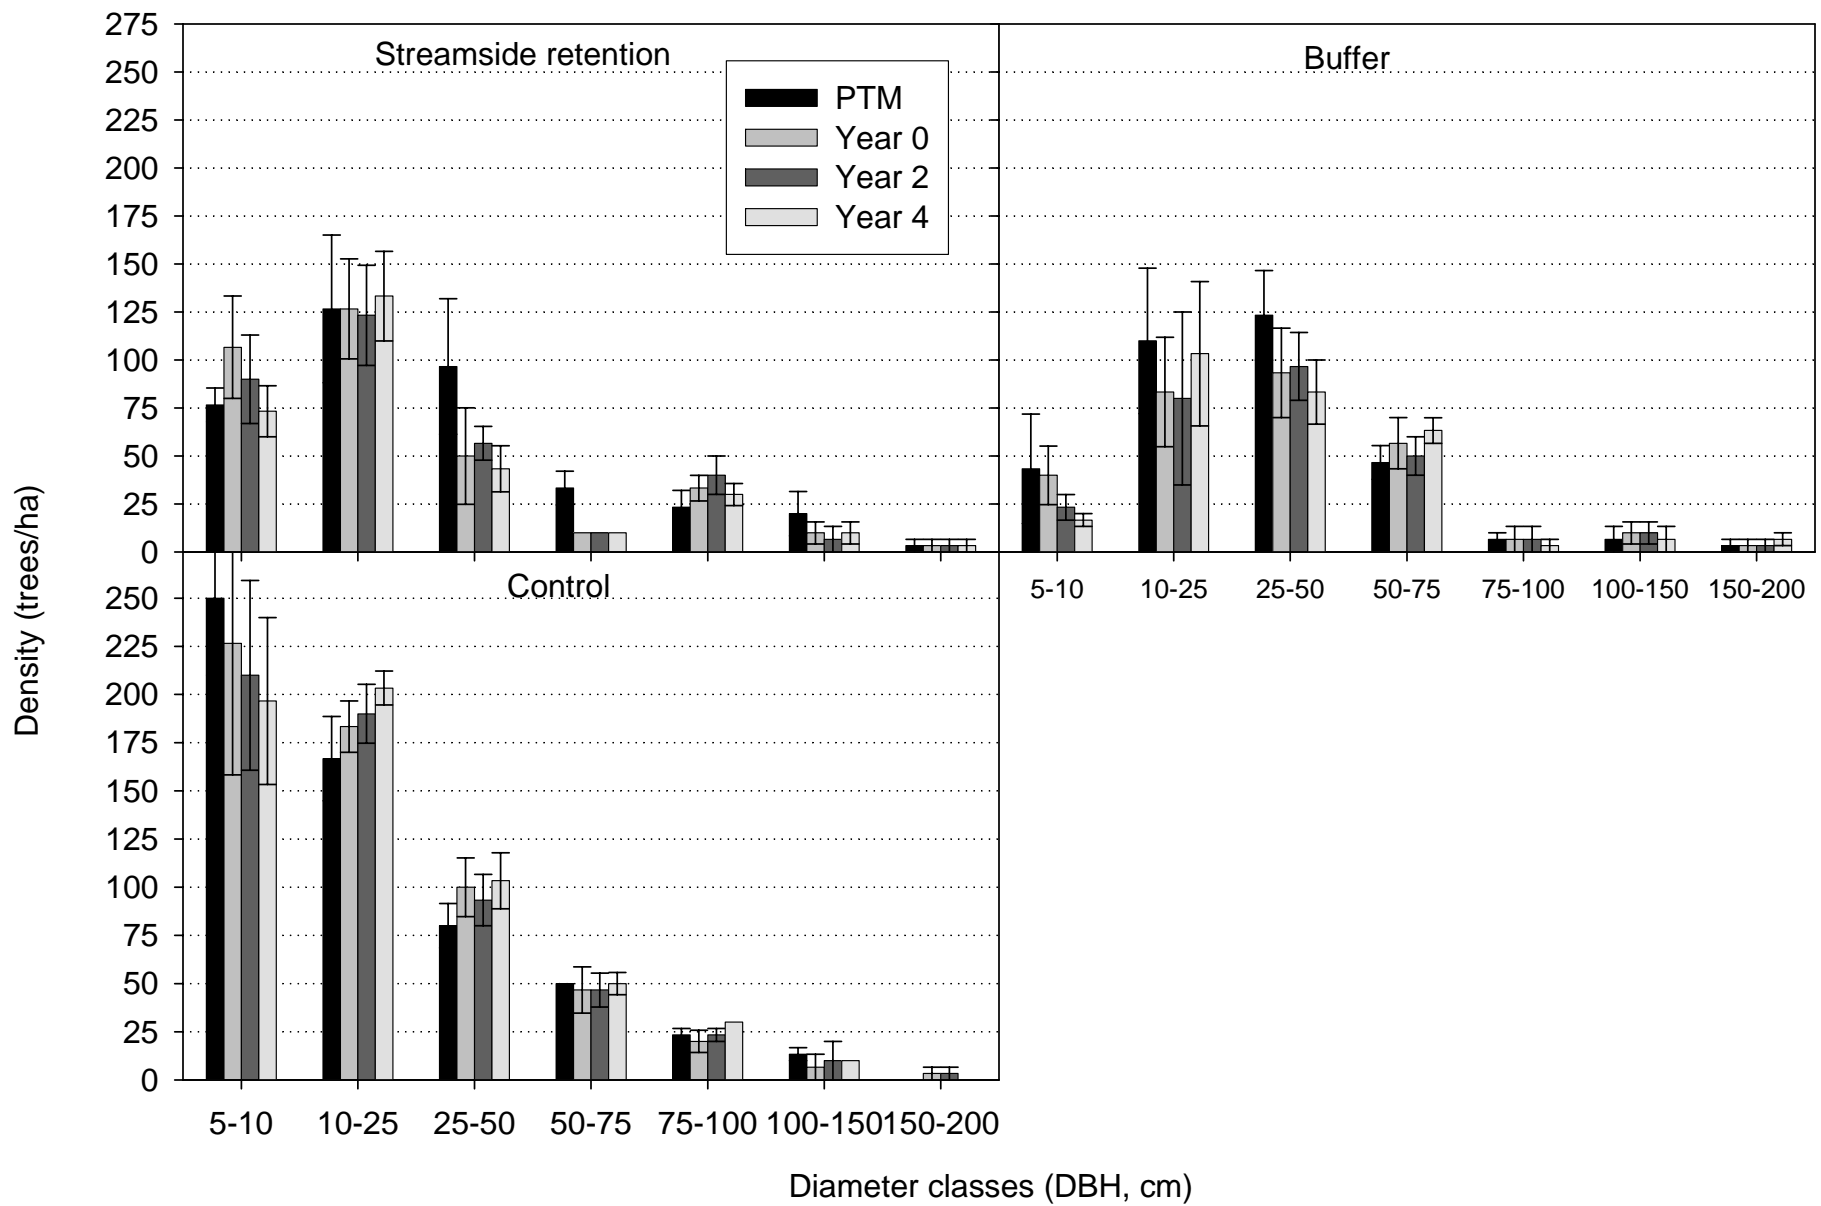 275
250
225
200
175
150
125
100
75
50
25
0
Streamside retention
PTM
Year 0
Year 2
Year 4
Buffer
5-10 10-25 25-50 50-75 75-100 100-150 150-200
Density (trees/ha)
250
225
200
175
150
125
100
75
50
25
0
Control
5-10 10-25 25-50 50-75 75-100 100-150 150-200
Diameter classes (DBH, cm)